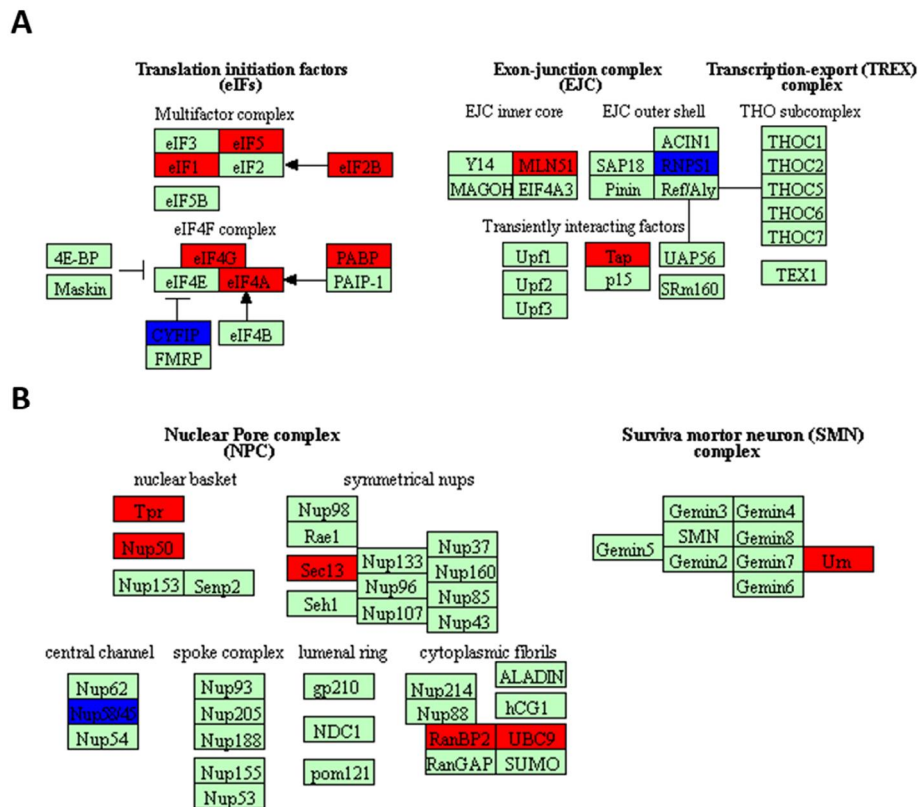 A
Translation initiation factors
(eIFs)
Multifactor complex
eIF3 eIF5
eIF1 eIF2 eIF2B
eIF5B
eIF4F complex
4E-BP eIF4G PABP
Maskin eIF4E eIF4A PAIP-1
CYFIP eIF4B
FMRP
Exon-junction complex
(EJC)
EJC inner core
Y14 MLN51
MAGOH EIF4A3
EJC outer shell
ACIN1
SAP18 RNPS1
Pinin Ref/Aly
Transiently interacting factors
Upf1 Tap UAP56
Upf2 p15
Upf3 SRm160
Transcription-export (TREX)
complex
THO subcomplex
THOC1
THOC2
THOC5
THOC6
THOC7
TEX1
B
Nuclear Pore complex
(NPC)
nuclear basket
Tpr
Nup50
Nup153 Senp2
symmetrical nups
Nup98
Rae1
Sec13
Seh1
Nup133
Nup96
Nup107
Nup37
Nup160
Nup85
Nup43
central channel
Nup62
Nup58/45
Nup54
spoke complex
Nup93
Nup205
Nup188
Nup155
Nup53
lumenal ring
gp210
NDC1
pom121
cytoplasmic fibrils
ALADIN
Nup214
hCG1
Nup88
RanBP2 UBC9
RanGAP SUMO
Surviva mortor neuron (SMN)
complex
Gemin3 Gemin4
SMN Gemin8
Gemin5
Gemin2 Gemin7 Urn
Gemin6